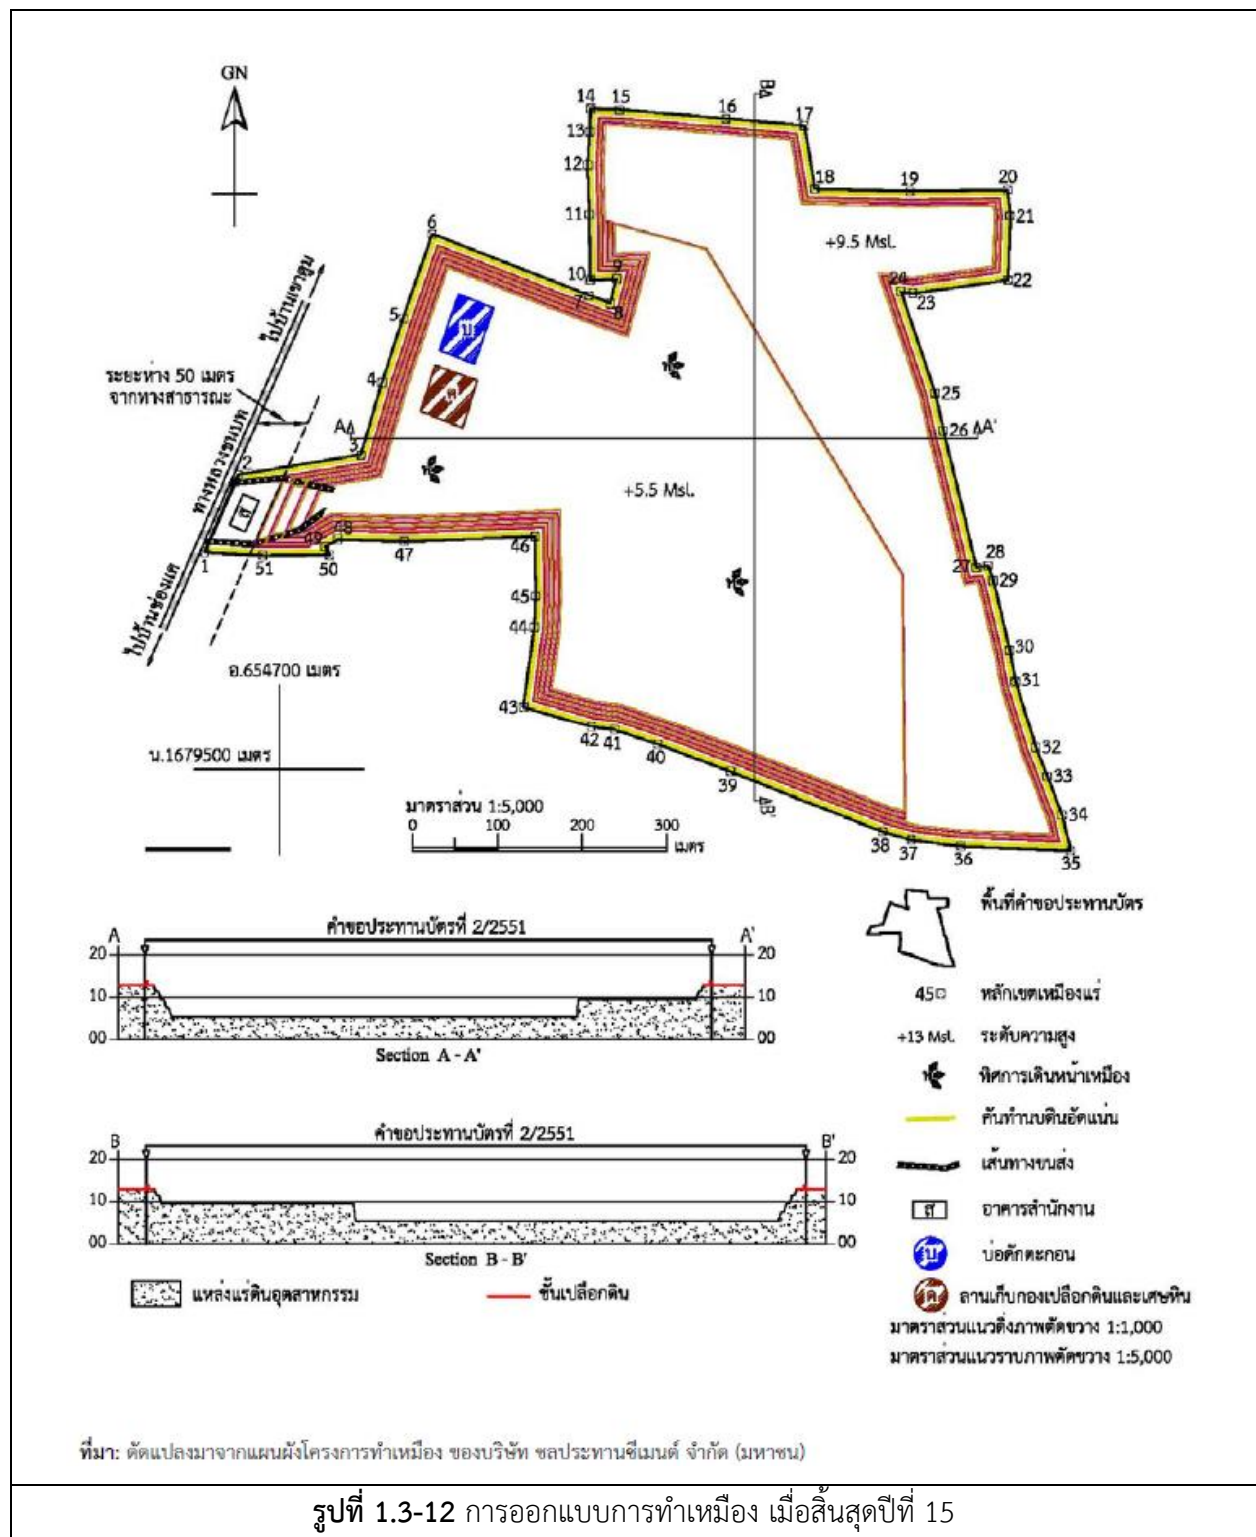 GN
14 15 16 17
B
13
12
11
18 19 20
21
+9.5 Msl.
6
10 9
7 8
24 23 22
ไปบ้านเขาตูม
5
บ
ระยะห่าง 50 เมตร
จากทางสาธารณะ
4
ค
25
A
3
26 A'
ทางหลวงชนบท
2
ส
+5.5 Msl.
48
49
47
46
1 51 50
27 28
29
45
44
ไปบ้านช่องแค
30
31
อ.654700 เมตร
43
42 41
40
32
น.1679500 เมตร
39
33
B'
มาตราส่วน 1:5,000
0 100 200 300
เมตร
34
38 37 36 35
คำขอประทานบัตรที่ 2/2551
A A'
20 20
10 10
00 00
Section A - A'
คำขอประทานบัตรที่ 2/2551
B B'
20 20
10 10
00 00
Section B - B'
แหล่งแร่ดินอุตสาหกรรม
ชั้นเปลือกดิน
พื้นที่คำขอประทานบัตร
45 หลักเขตเหมืองแร่
+13 Msl. ระดับความสูง
ทิศการเดินหน้าเหมือง
คันทำนบดินอัดแน่น
เส้นทางขนส่ง
ส อาคารสำนักงาน
บ บ่อดักตะกอน
ค ลานเก็บกองเปลือกดินและเศษหิน
มาตราส่วนแนวดิ่งภาพตัดขวาง 1:1,000
มาตราส่วนแนวราบภาพตัดขวาง 1:5,000
ที่มา: ดัดแปลงมาจากแผนผังโครงการทำเหมือง ของบริษัท ชลประทานซีเมนต์ จำกัด (มหาชน)
รูปที่ 1.3-12 การออกแบบการทำเหมือง เมื่อสิ้นสุดปีที่ 15